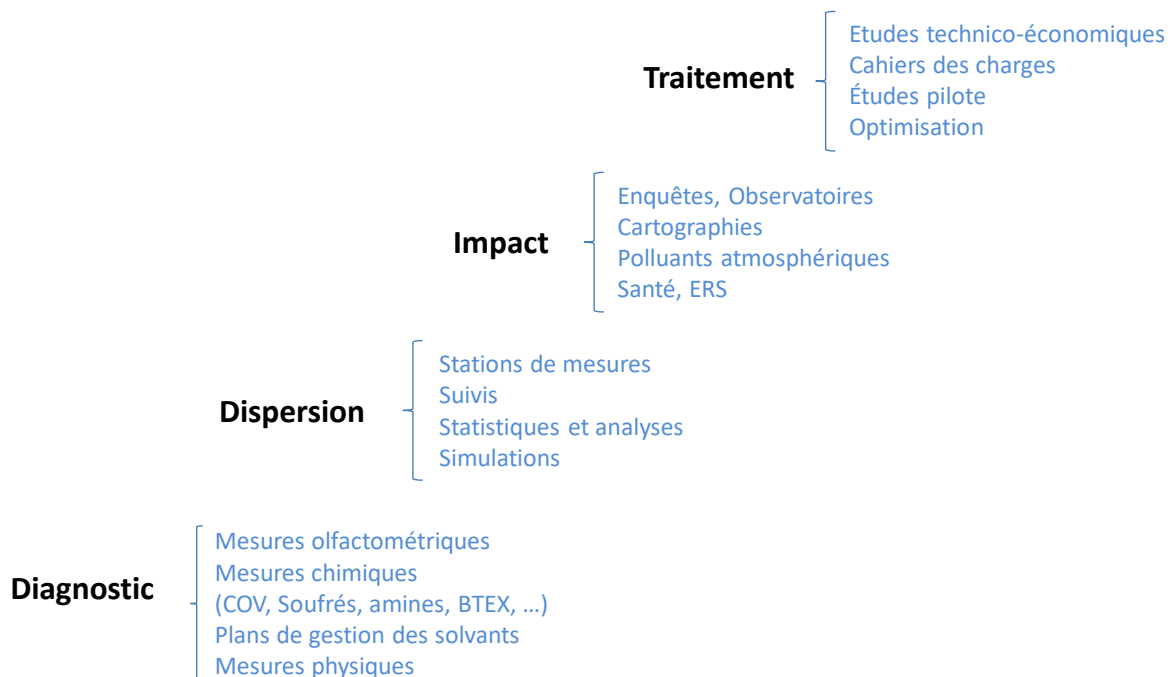 Traitement
Etudes technico-économiques
Cahiers des charges
Études pilote
Optimisation
Impact
Enquêtes, Observatoires
Cartographies
Polluants atmosphériques
Santé, ERS
Dispersion
Stations de mesures
Suivis
Statistiques et analyses
Simulations
Diagnostic
Mesures olfactométriques
Mesures chimiques
(COV, Soufrés, amines, BTEX, …)
Plans de gestion des solvants
Mesures physiques